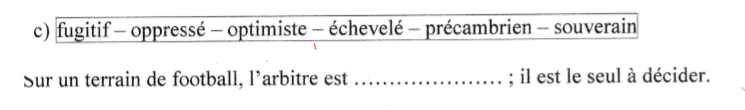 c) fugitif – oppressé – optimiste – échevelé – précambrien – souverain
Sur un terrain de football, l'arbitre est ...................... ; il est le seul à décider.